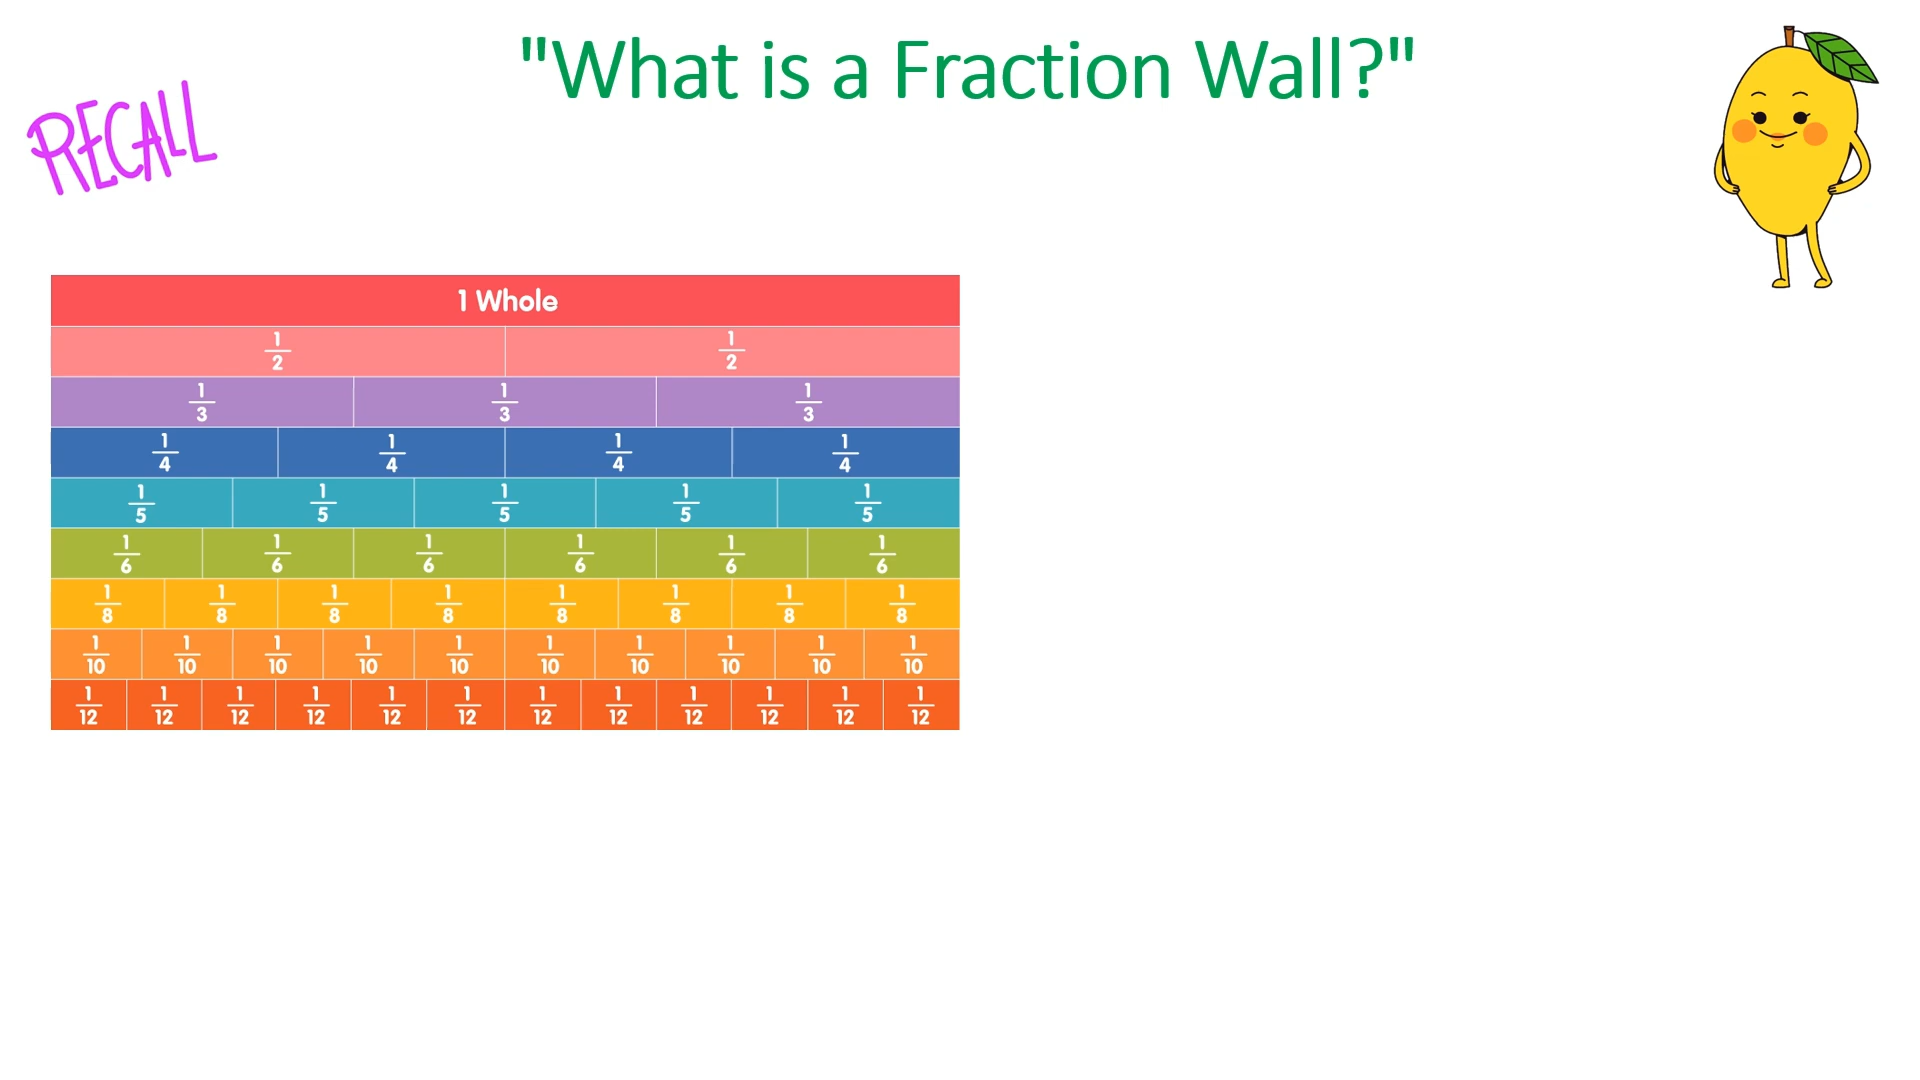 "What is a Fraction Wall?"
RECALL
1 Whole
1/2 1/2
1/3 1/3 1/3
1/4 1/4 1/4 1/4
1/5 1/5 1/5 1/5 1/5
1/6 1/6 1/6 1/6 1/6 1/6
1/8 1/8 1/8 1/8 1/8 1/8 1/8 1/8
1/10 1/10 1/10 1/10 1/10 1/10 1/10 1/10 1/10 1/10
1/12 1/12 1/12 1/12 1/12 1/12 1/12 1/12 1/12 1/12 1/12 1/12